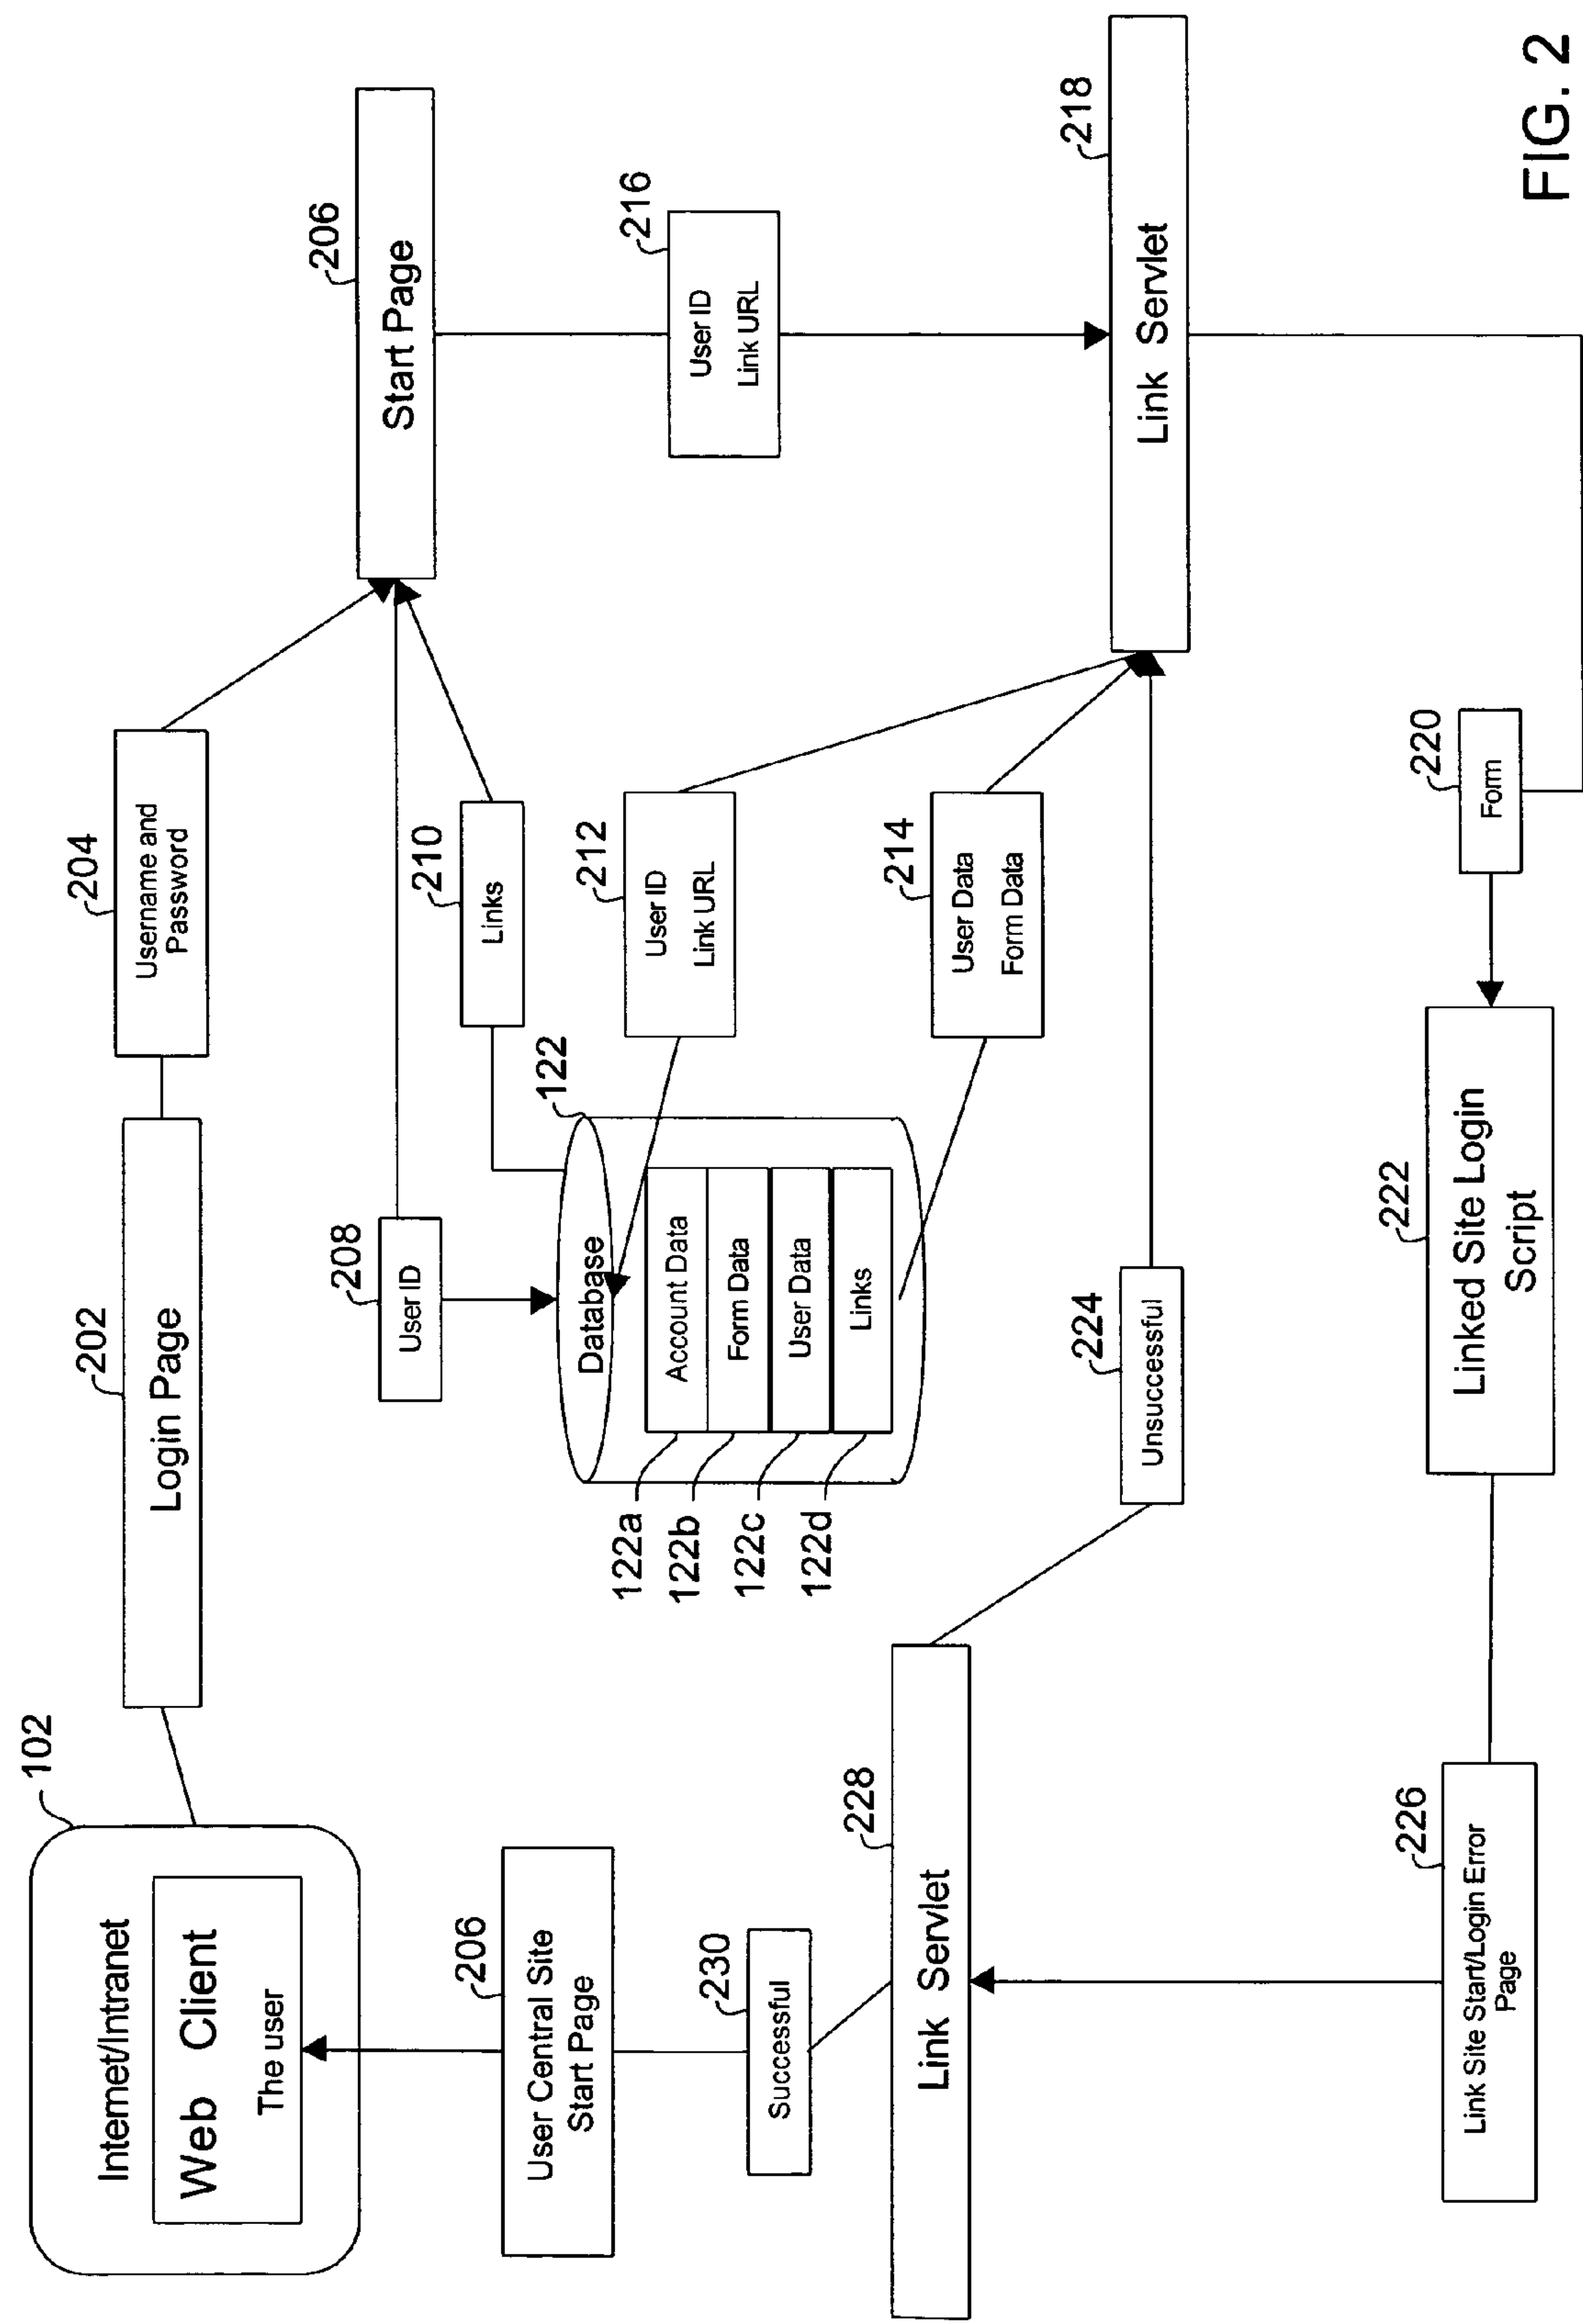 102
Internet/Intranet
Web Client
The user
202
Login Page
204
Username and
Password
206
Start Page
208
User ID
210
Links
212
User ID
Link URL
214
User Data
Form Data
216
User ID
Link URL
122
Database
Account Data
Form Data
User Data
Links
122a
122b
122c
122d
206
User Central Site
Start Page
230
Successful
228
Link Servlet
224
Unsuccessful
218
Link Servlet
220
Form
222
Linked Site Login
Script
226
Link Site Start/Login Error
Page
FIG. 2